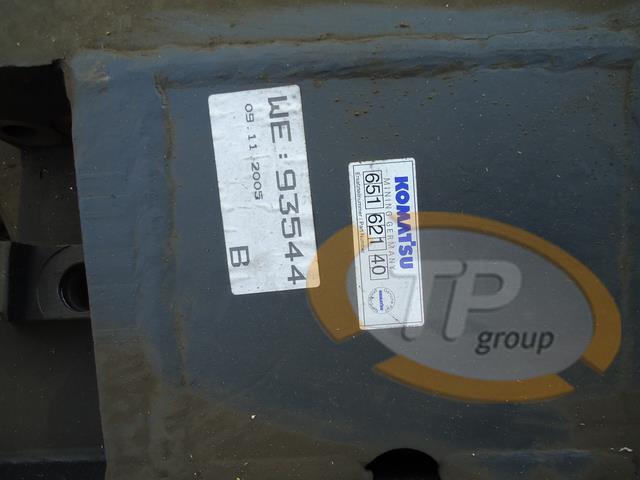 WE: 93544
09.11.2005
B
KOMATSU
MINING GERMANY
651 621 40
TP
group